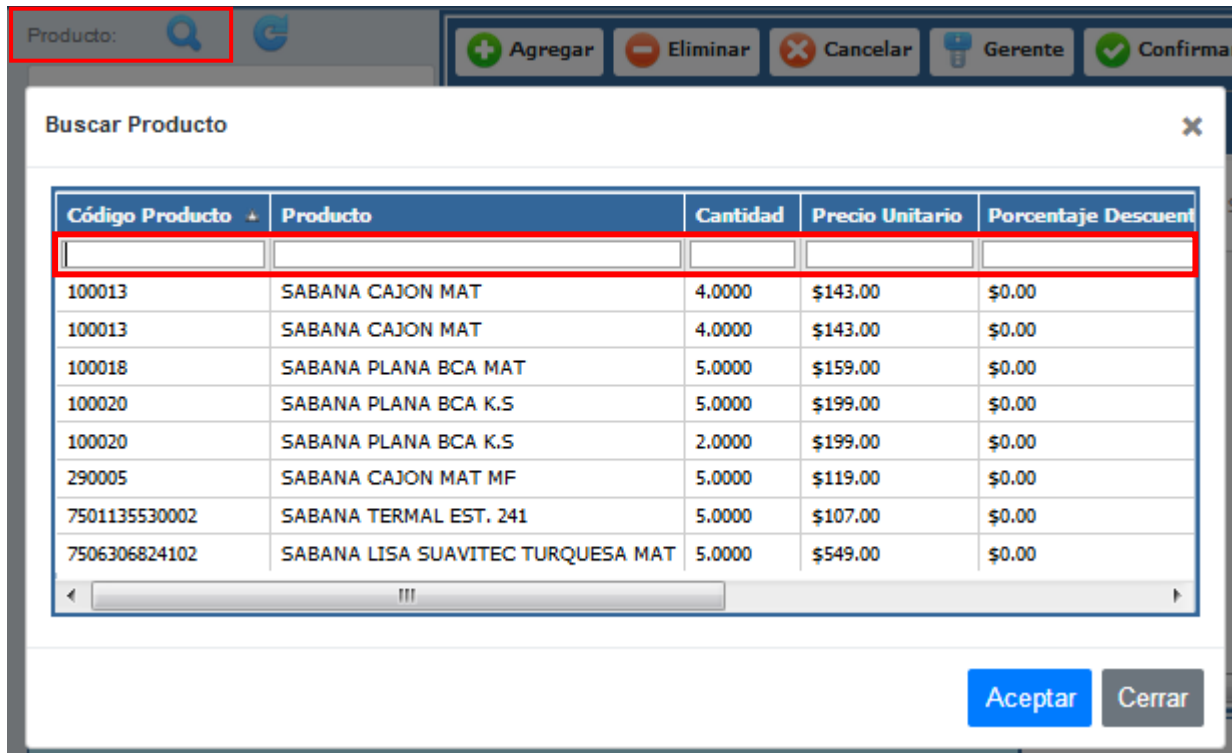 Producto:
Agregar Eliminar Cancelar Gerente Confirma
Buscar Producto
Código Producto Producto Cantidad Precio Unitario Porcentaje Descuent
100013 SABANA CAJON MAT 4.0000 $143.00 $0.00
100013 SABANA CAJON MAT 4.0000 $143.00 $0.00
100018 SABANA PLANA BCA MAT 5.0000 $159.00 $0.00
100020 SABANA PLANA BCA K.S 5.0000 $199.00 $0.00
100020 SABANA PLANA BCA K.S 2.0000 $199.00 $0.00
290005 SABANA CAJON MAT MF 5.0000 $119.00 $0.00
7501135530002 SABANA TERMAL EST. 241 5.0000 $107.00 $0.00
7506306824102 SABANA LISA SUAVITEC TURQUESA MAT 5.0000 $549.00 $0.00
Aceptar Cerrar